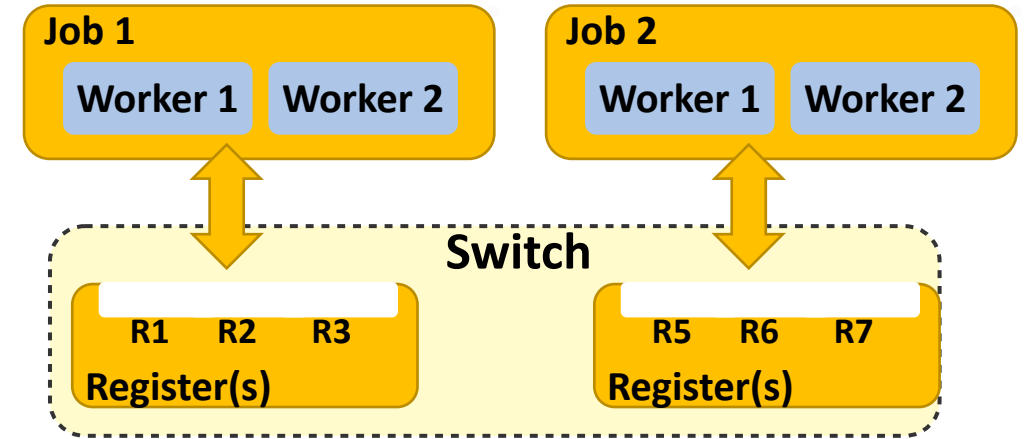 Job 1
Worker 1 Worker 2
Job 2
Worker 1 Worker 2
Switch
R1 R2 R3
Register(s)
R5 R6 R7
Register(s)